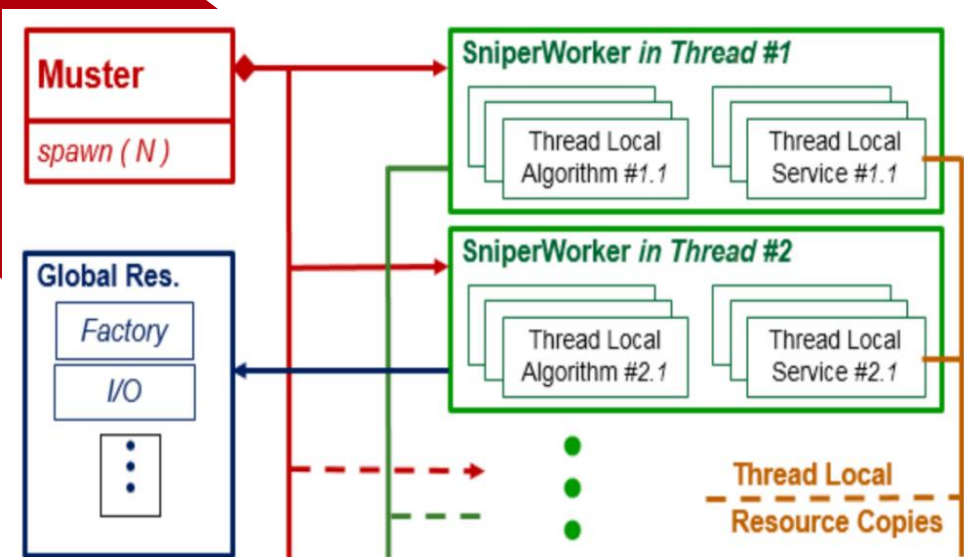 Muster
spawn ( N )
Global Res.
Factory
I/O
SniperWorker in Thread #1
Thread Local
Algorithm #1.1
Thread Local
Service #1.1
SniperWorker in Thread #2
Thread Local
Algorithm #2.1
Thread Local
Service #2.1
Thread Local
Resource Copies